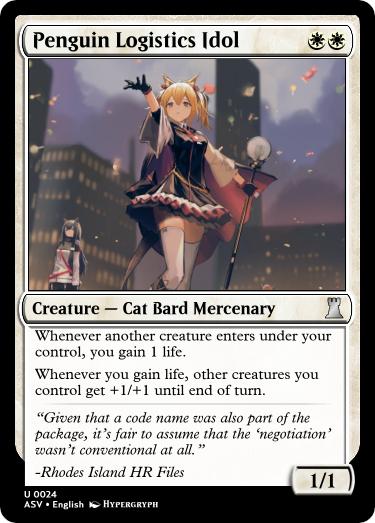 Penguin Logistics Idol
Creature — Cat Bard Mercenary
Whenever another creature enters under your
control, you gain 1 life.
Whenever you gain life, other creatures you
control get +1/+1 until end of turn.
“Given that a code name was also part of the
package, it’s fair to assume that the ‘negotiation’
wasn’t conventional at all.”
-Rhodes Island HR Files
1/1
U 0024
ASV • English HYPERGRYPH